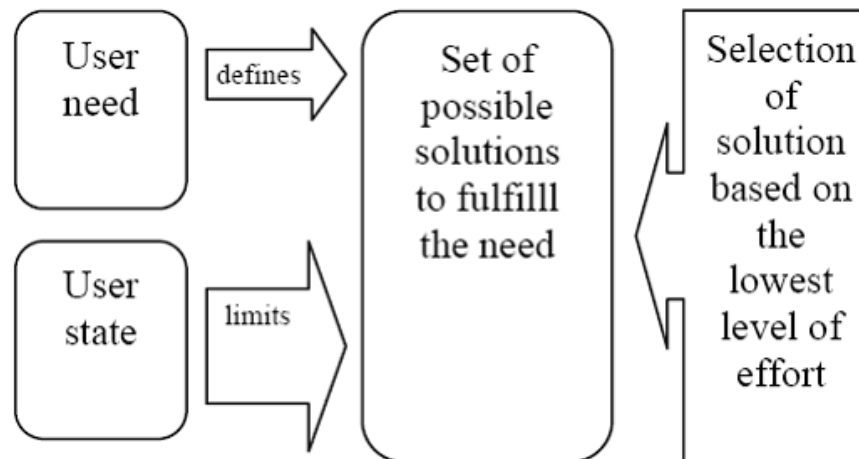 User
need
defines
Set of
possible
solutions
to fulfilll
the need
Selection
of
solution
based on
the
lowest
level of
effort
User
state
limits